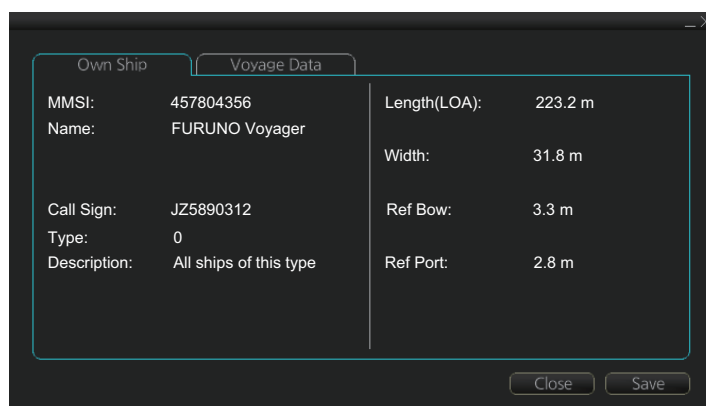 Own Ship
Voyage Data
MMSI: 457804356
Name: FURUNO Voyager
Call Sign: JZ5890312
Type: 0
Description: All ships of this type
Length(LOA): 223.2 m
Width: 31.8 m
Ref Bow: 3.3 m
Ref Port: 2.8 m
Close
Save